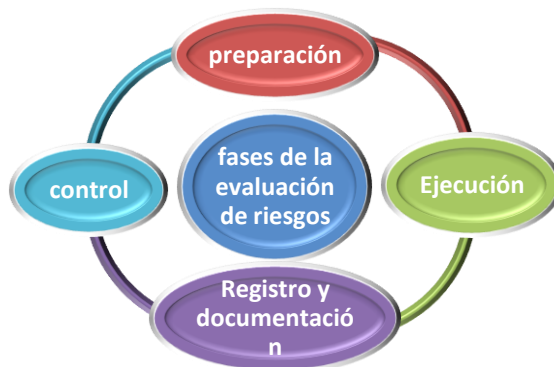 preparación
fases de la
evaluación
de riesgos
control
Ejecución
Registro y
documentació
n